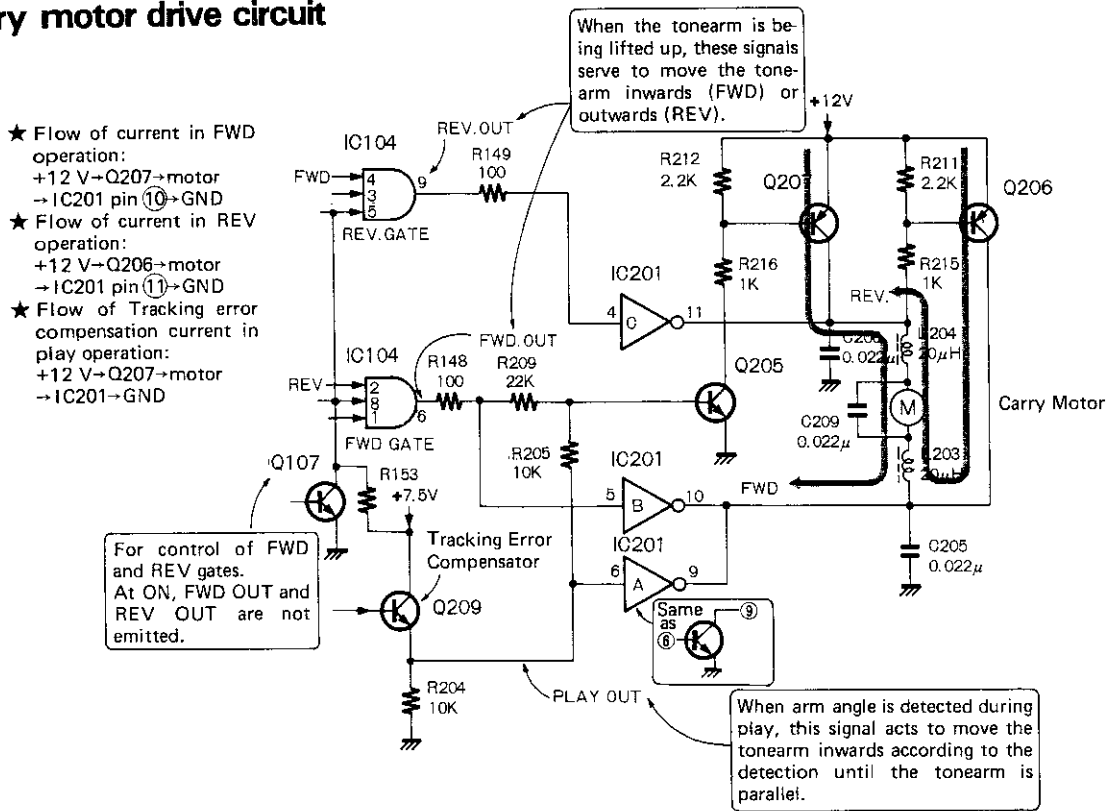 ry motor drive circuit
When the tonearm is be-
ing lifted up, these signals
serve to move the tone-
arm inwards (FWD) or
outwards (REV).
★ Flow of current in FWD
operation:
+12 V→Q207→motor
→IC201 pin ⑩→GND
★ Flow of current in REV
operation:
+12 V→Q206→motor
→IC201 pin ⑪→GND
★ Flow of Tracking error
compensation current in
play operation:
+12 V→Q207→motor
→IC201→GND
IC104
REV. OUT
FWD
4
3
5
9
REV. GATE
R149
100
+12V
R212
2.2K
Q20
R211
2.2K
Q206
R216
1K
R215
1K
REV.
IC201
4
C
11
0.022μ
20μH
IC104
FWD. OUT
REV
2
8
1
6
FWD GATE
R148
100
R209
22K
Q205
C209
0.022μ
M
Carry Motor
R205
10K
20μH
Q107
R153
+7.5V
IC201
5
B
10
FWD
C205
0.022μ
IC201
6
A
9
For control of FWD
and REV gates.
At ON, FWD OUT and
REV OUT are not
emitted.
Tracking Error
Compensator
Q209
Same
as
⑥
⑨
R204
10K
PLAY OUT
When arm angle is detected during
play, this signal acts to move the
tonearm inwards according to the
detection until the tonearm is
parallel.